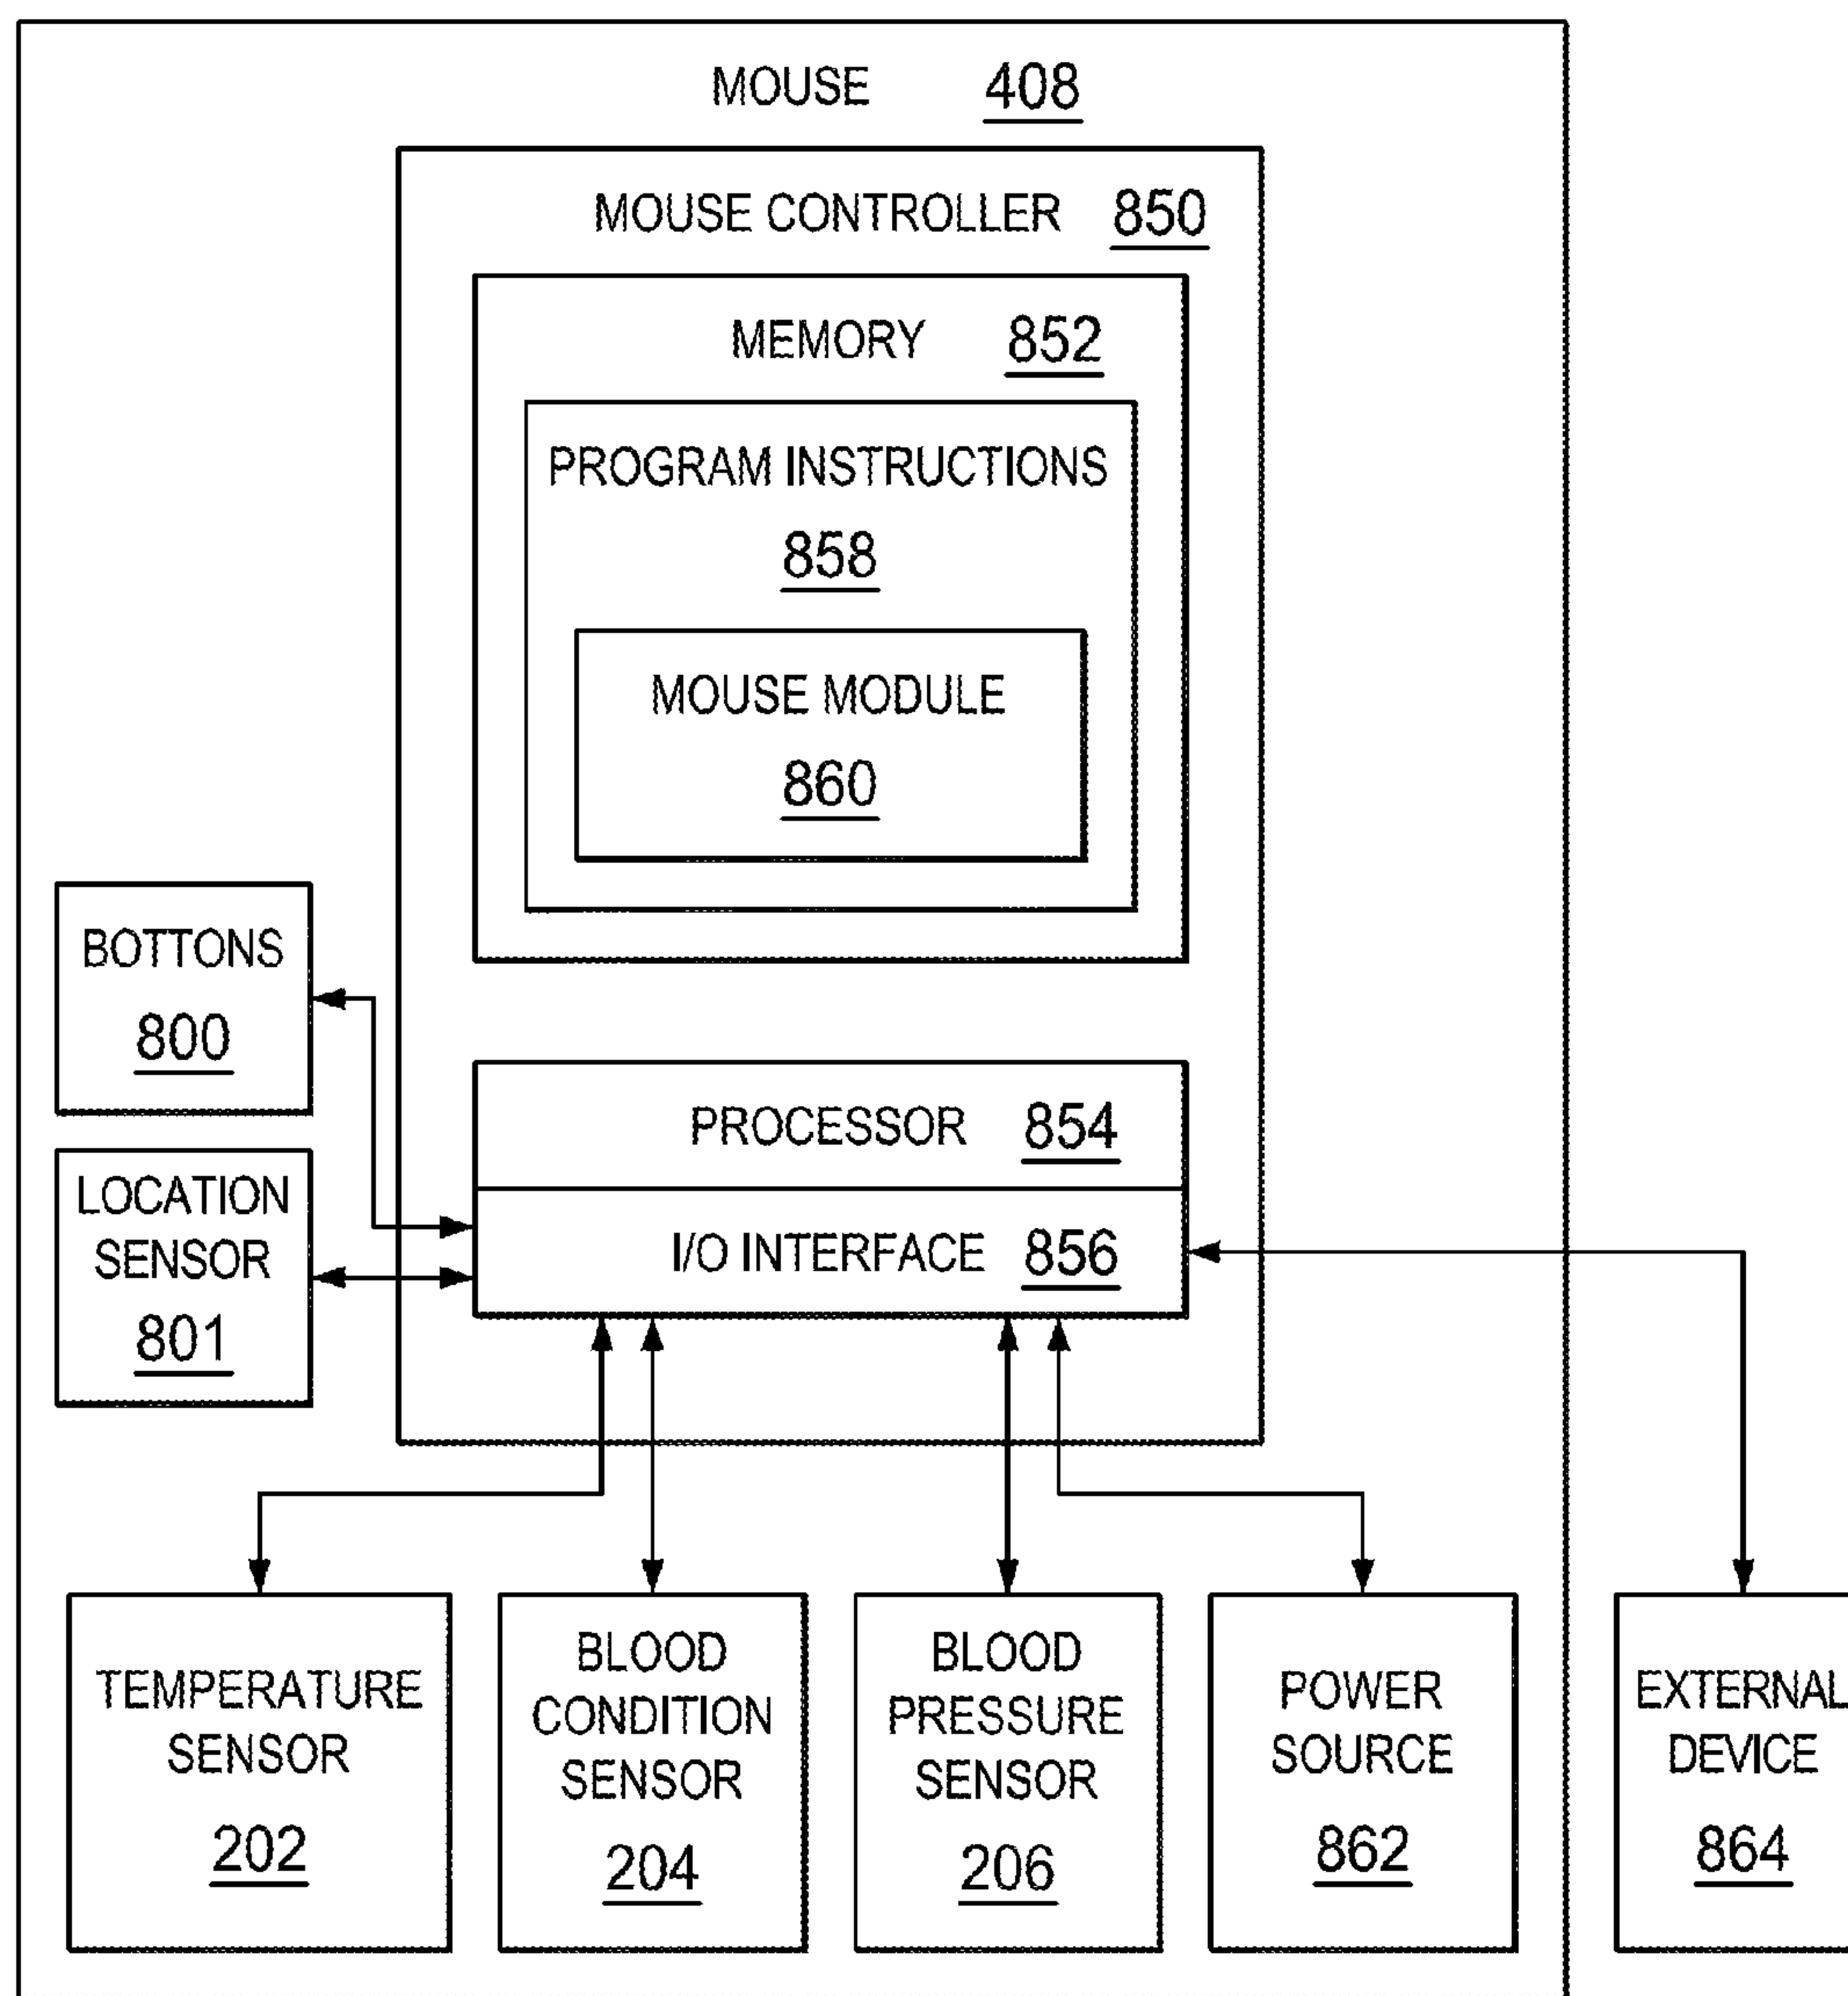 MOUSE 408
MOUSE CONTROLLER 850
MEMORY 852
PROGRAM INSTRUCTIONS
858
MOUSE MODULE
860
BOTTONS
800
PROCESSOR 854
LOCATION
SENSOR
801
I/O INTERFACE 856
TEMPERATURE
SENSOR
202
BLOOD
CONDITION
SENSOR
204
BLOOD
PRESSURE
SENSOR
206
POWER
SOURCE
862
EXTERNAL
DEVICE
864